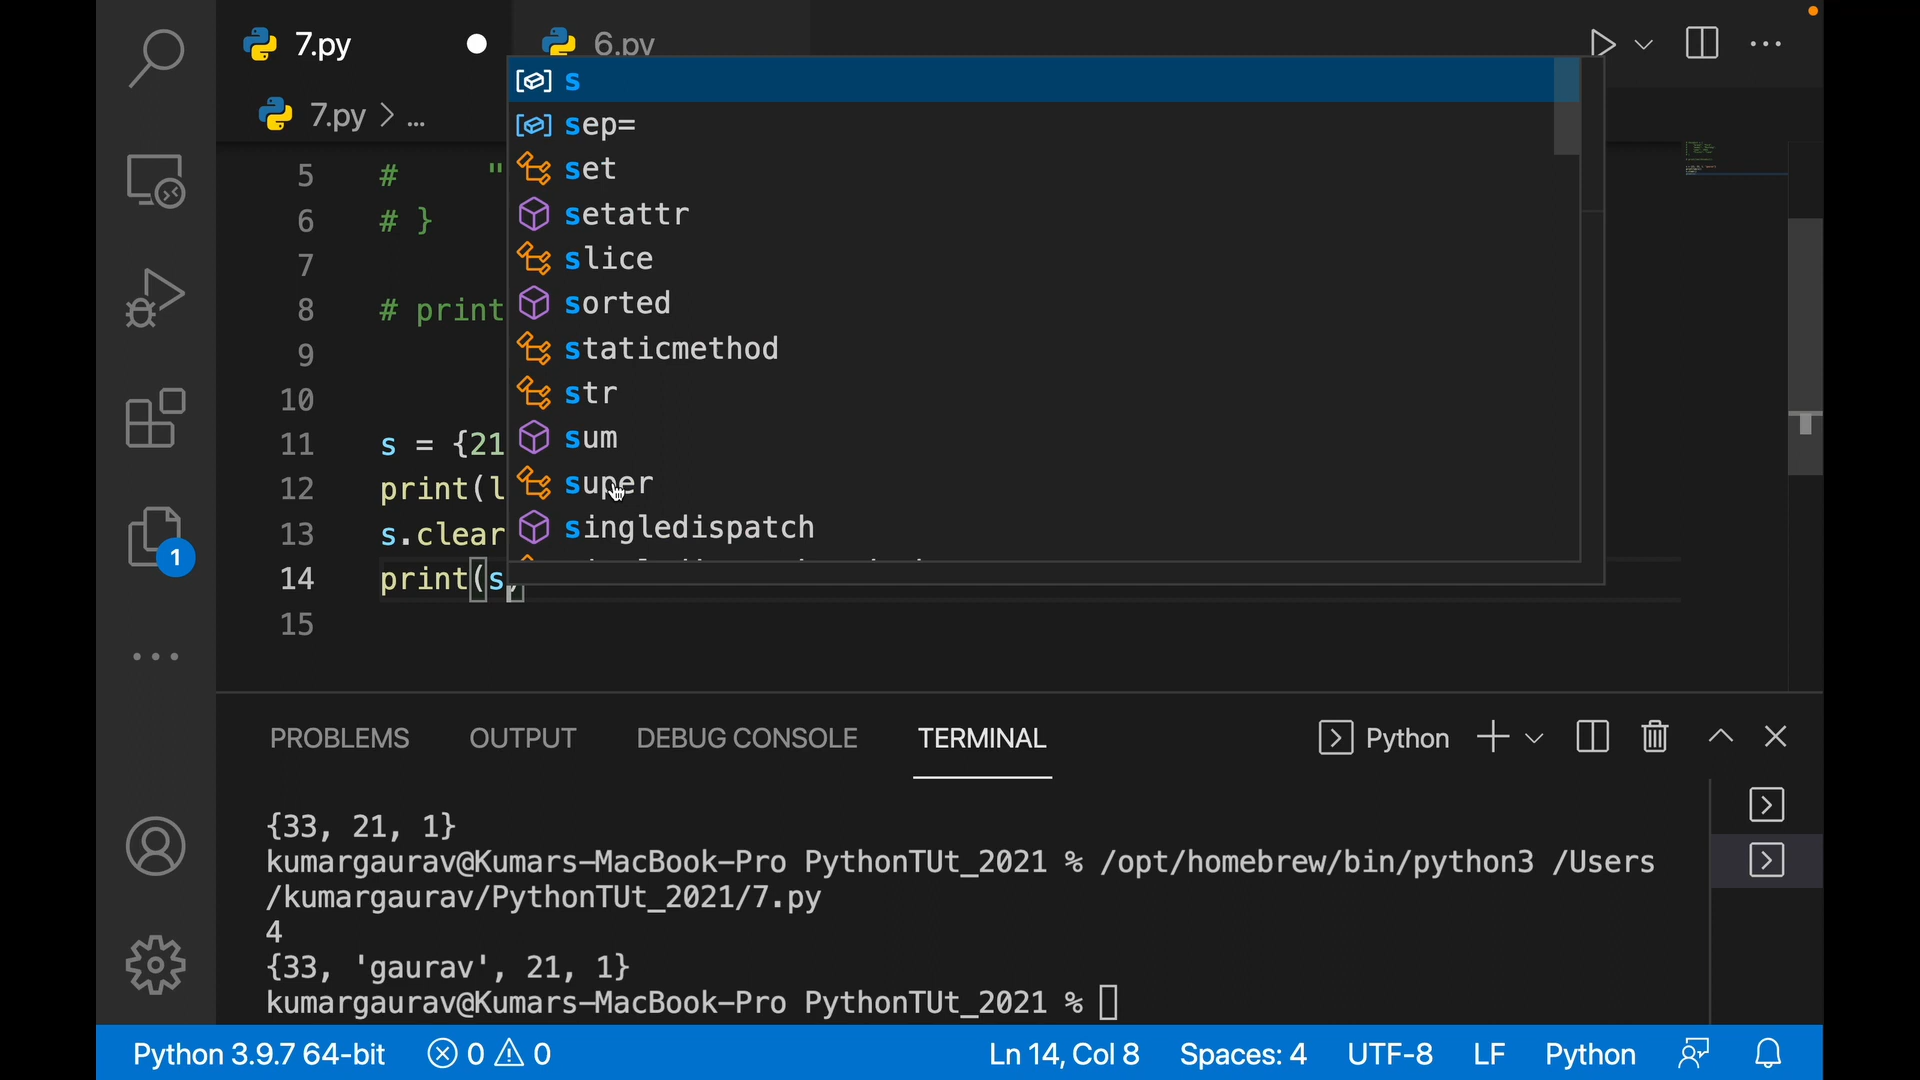 7.py
6.py
7.py > ...
s
sep=
set
setattr
slice
sorted
staticmethod
str
sum
super
singledispatch
5 # "
6 # }
7
8 # print
9
10
11 s = {21
12 print(l
13 s.clear
14 print(s)
15
1
PROBLEMS OUTPUT DEBUG CONSOLE TERMINAL Python
{33, 21, 1}
kumargaurav@Kumars-MacBook-Pro PythonTUt_2021 % /opt/homebrew/bin/python3 /Users
/kumargaurav/PythonTUt_2021/7.py
4
{33, 'gaurav', 21, 1}
kumargaurav@Kumars-MacBook-Pro PythonTUt_2021 %
Python 3.9.7 64-bit 0 0 Ln 14, Col 8 Spaces: 4 UTF-8 LF Python